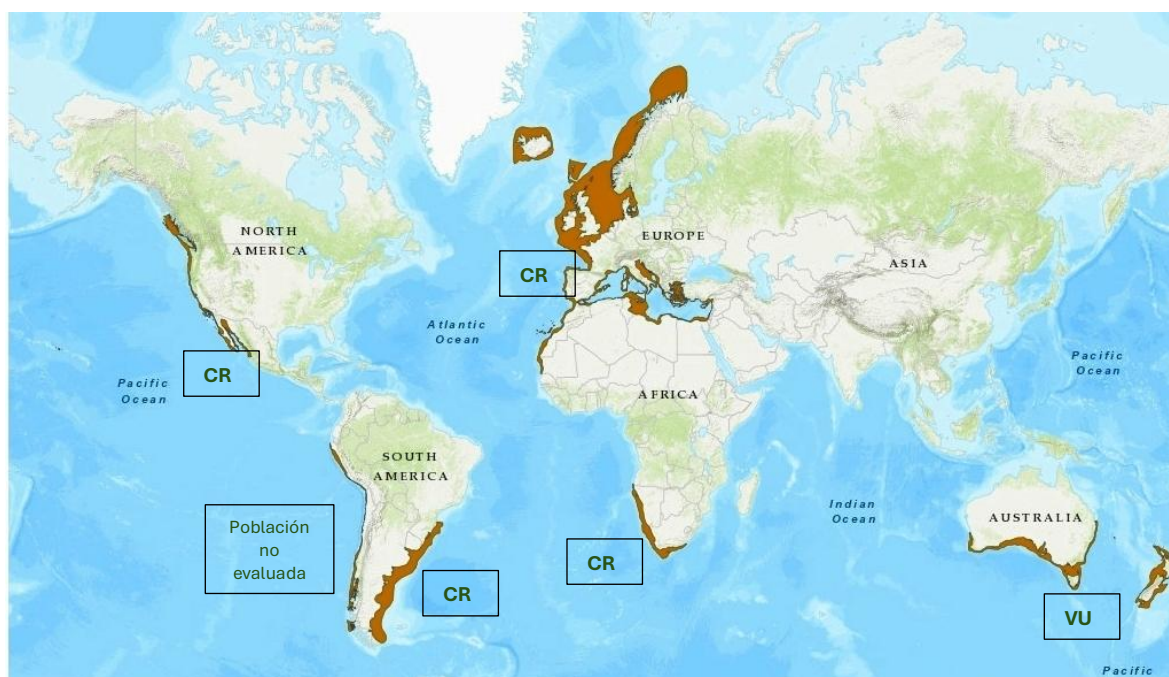 NORTH
AMERICA
EUROPE
ASIA
CR
Atlantic
Ocean
CR
Pacific
Ocean
Pacific
Ocean
AFRICA
SOUTH
AMERICA
Indian
Ocean
AUSTRALIA
Población
no
evaluada
CR
CR
VU
Pacific